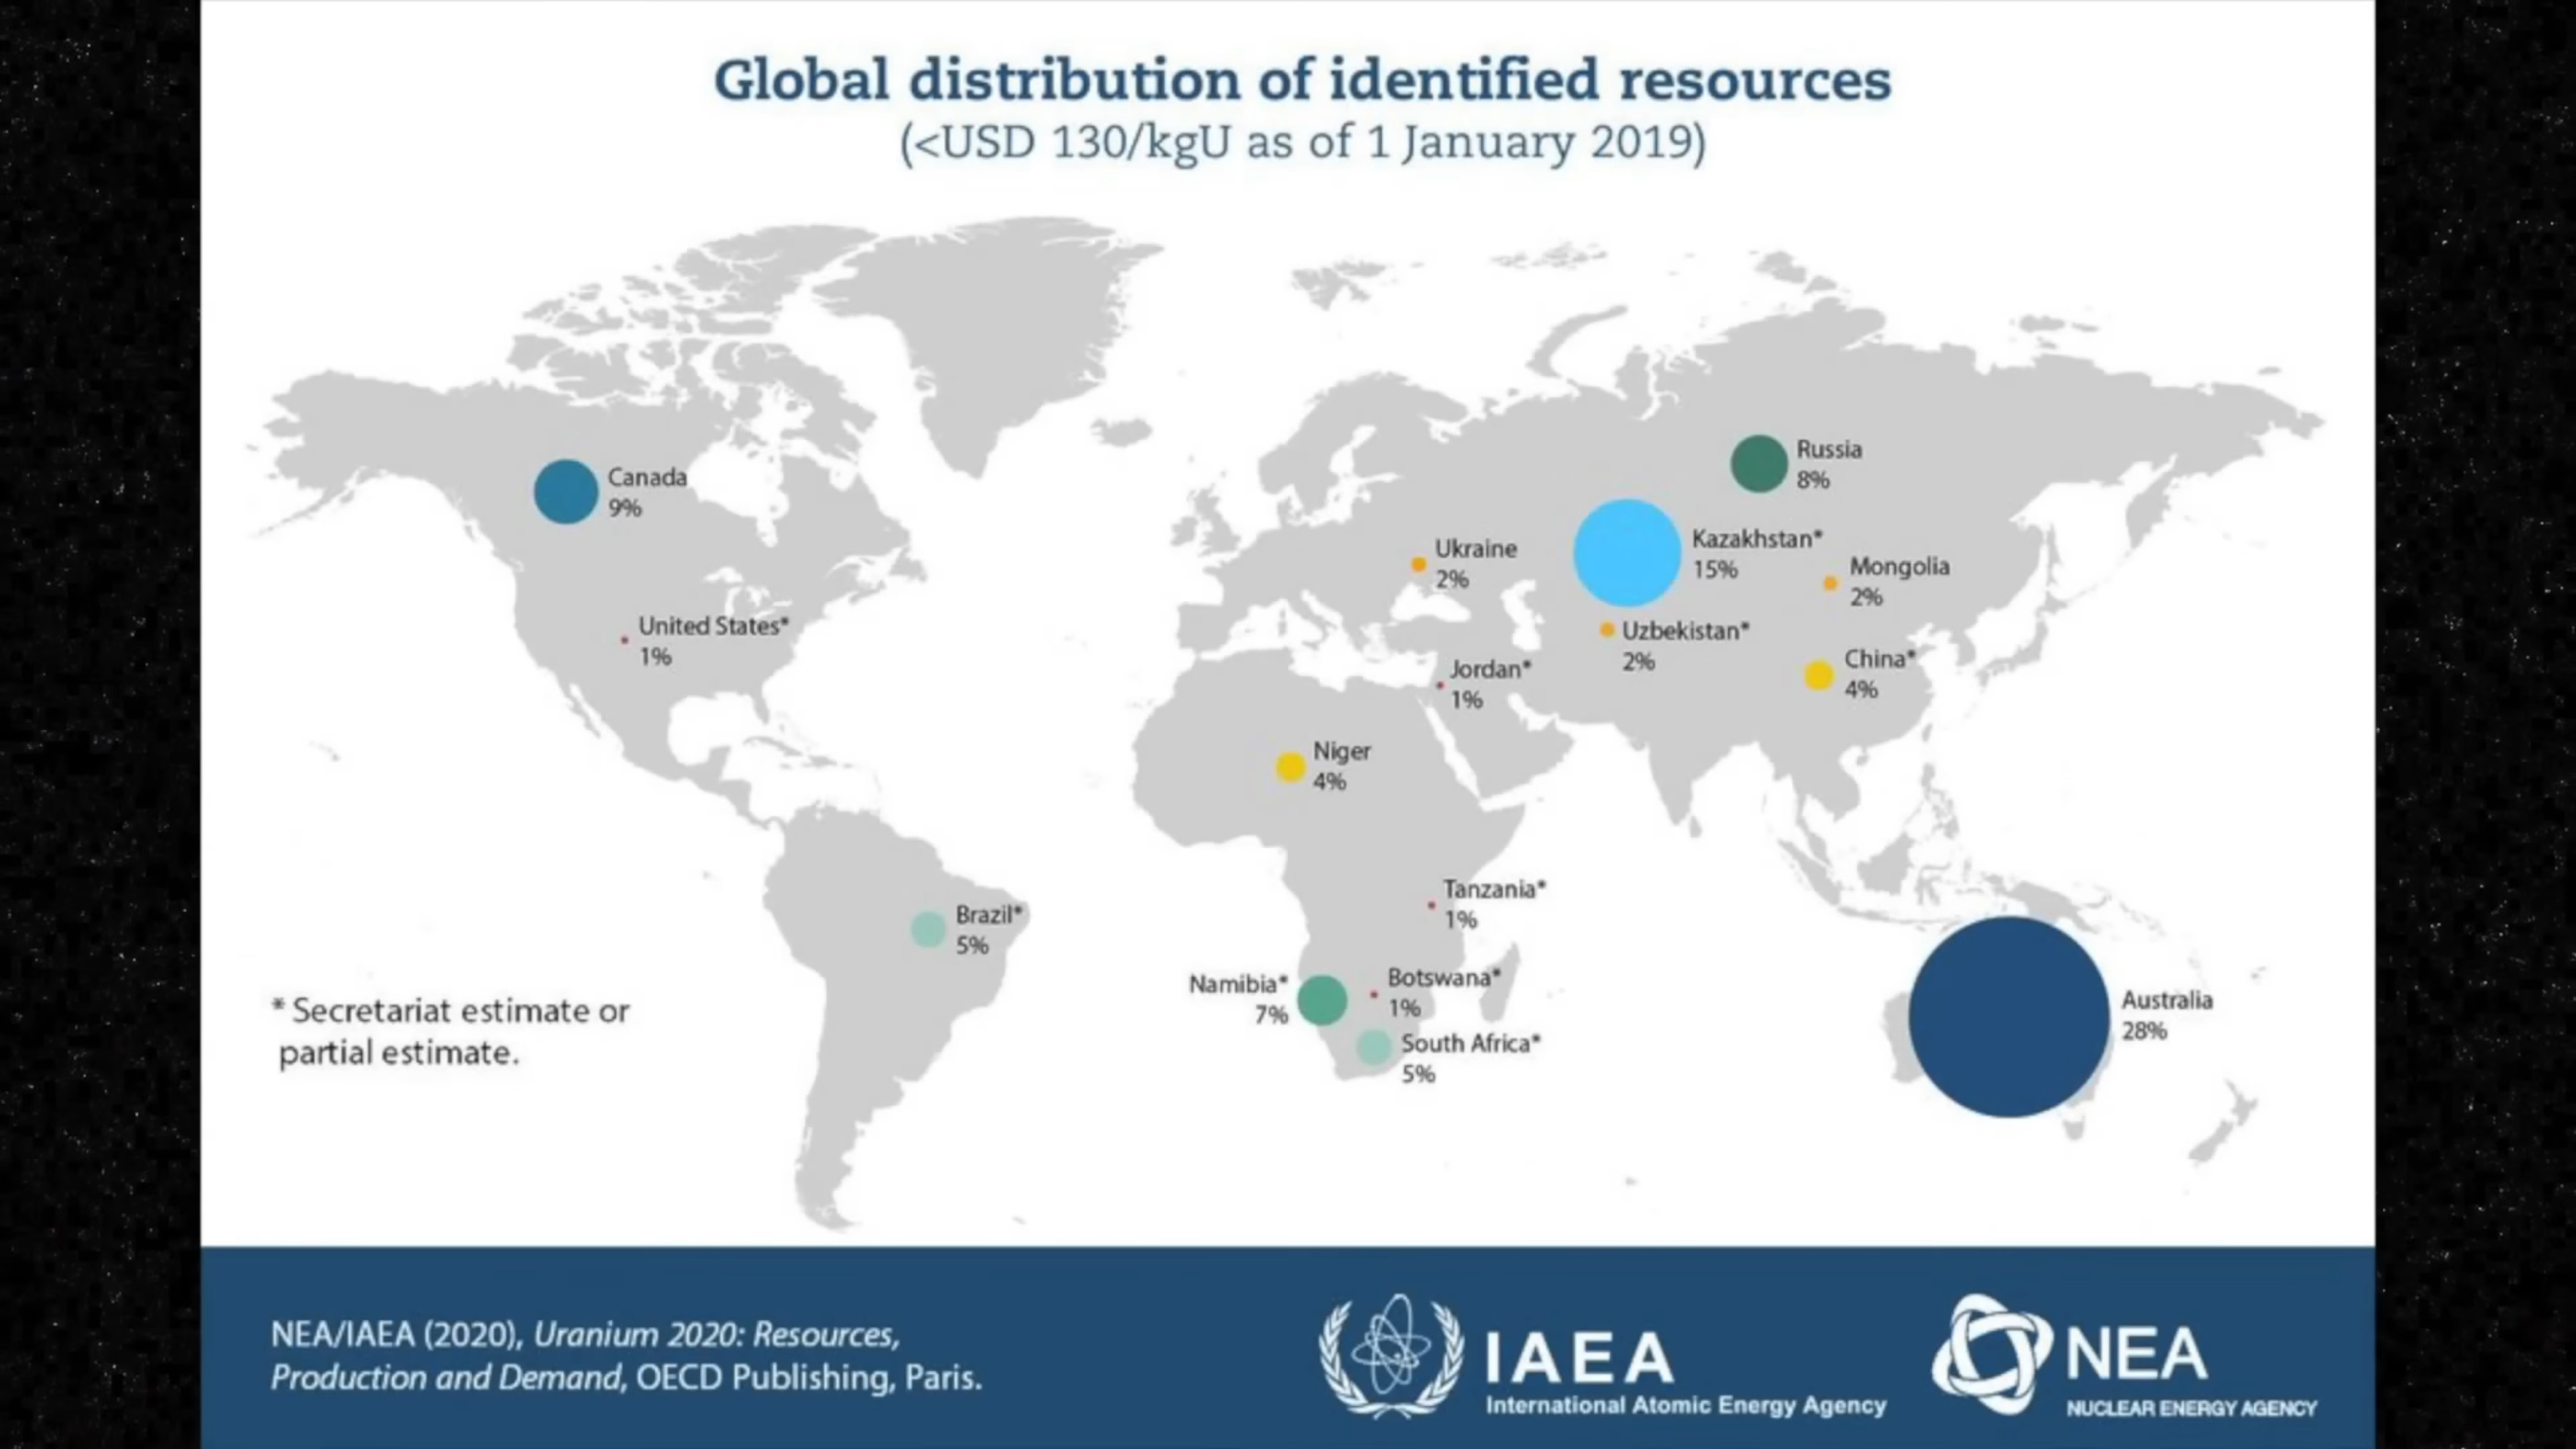 Global distribution of identified resources
(<USD 130/kgU as of 1 January 2019)
Russia
8%
Canada
9%
Kazakhstan*
15%
Ukraine
2%
Mongolia
2%
United States*
1%
Uzbekistan*
2%
China*
4%
Jordan*
1%
Niger
4%
Tanzania*
1%
Brazil*
5%
Namibia*
7%
Botswana*
1%
South Africa*
5%
Australia
28%
* Secretariat estimate or
partial estimate.
NEA/IAEA (2020), Uranium 2020: Resources,
Production and Demand, OECD Publishing, Paris.
IAEA
International Atomic Energy Agency
NEA
NUCLEAR ENERGY AGENCY